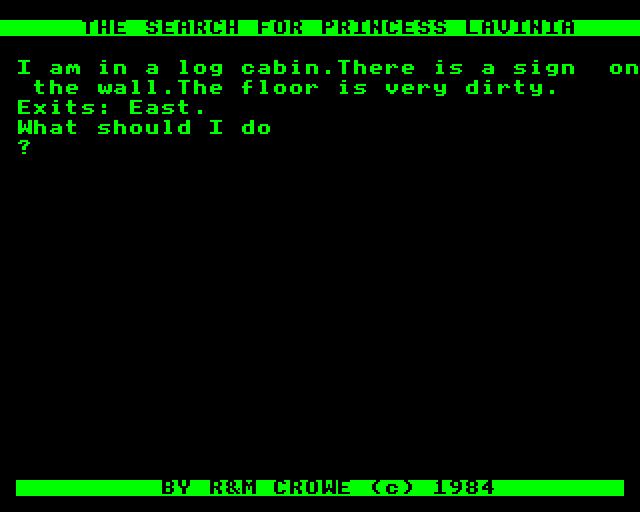 THE SEARCH FOR PRINCESS LAVINIA
I am in a log cabin.There is a sign  on
the wall.The floor is very dirty.
Exits: East.
What should I do
?
BY R&M CROWE (c) 1984